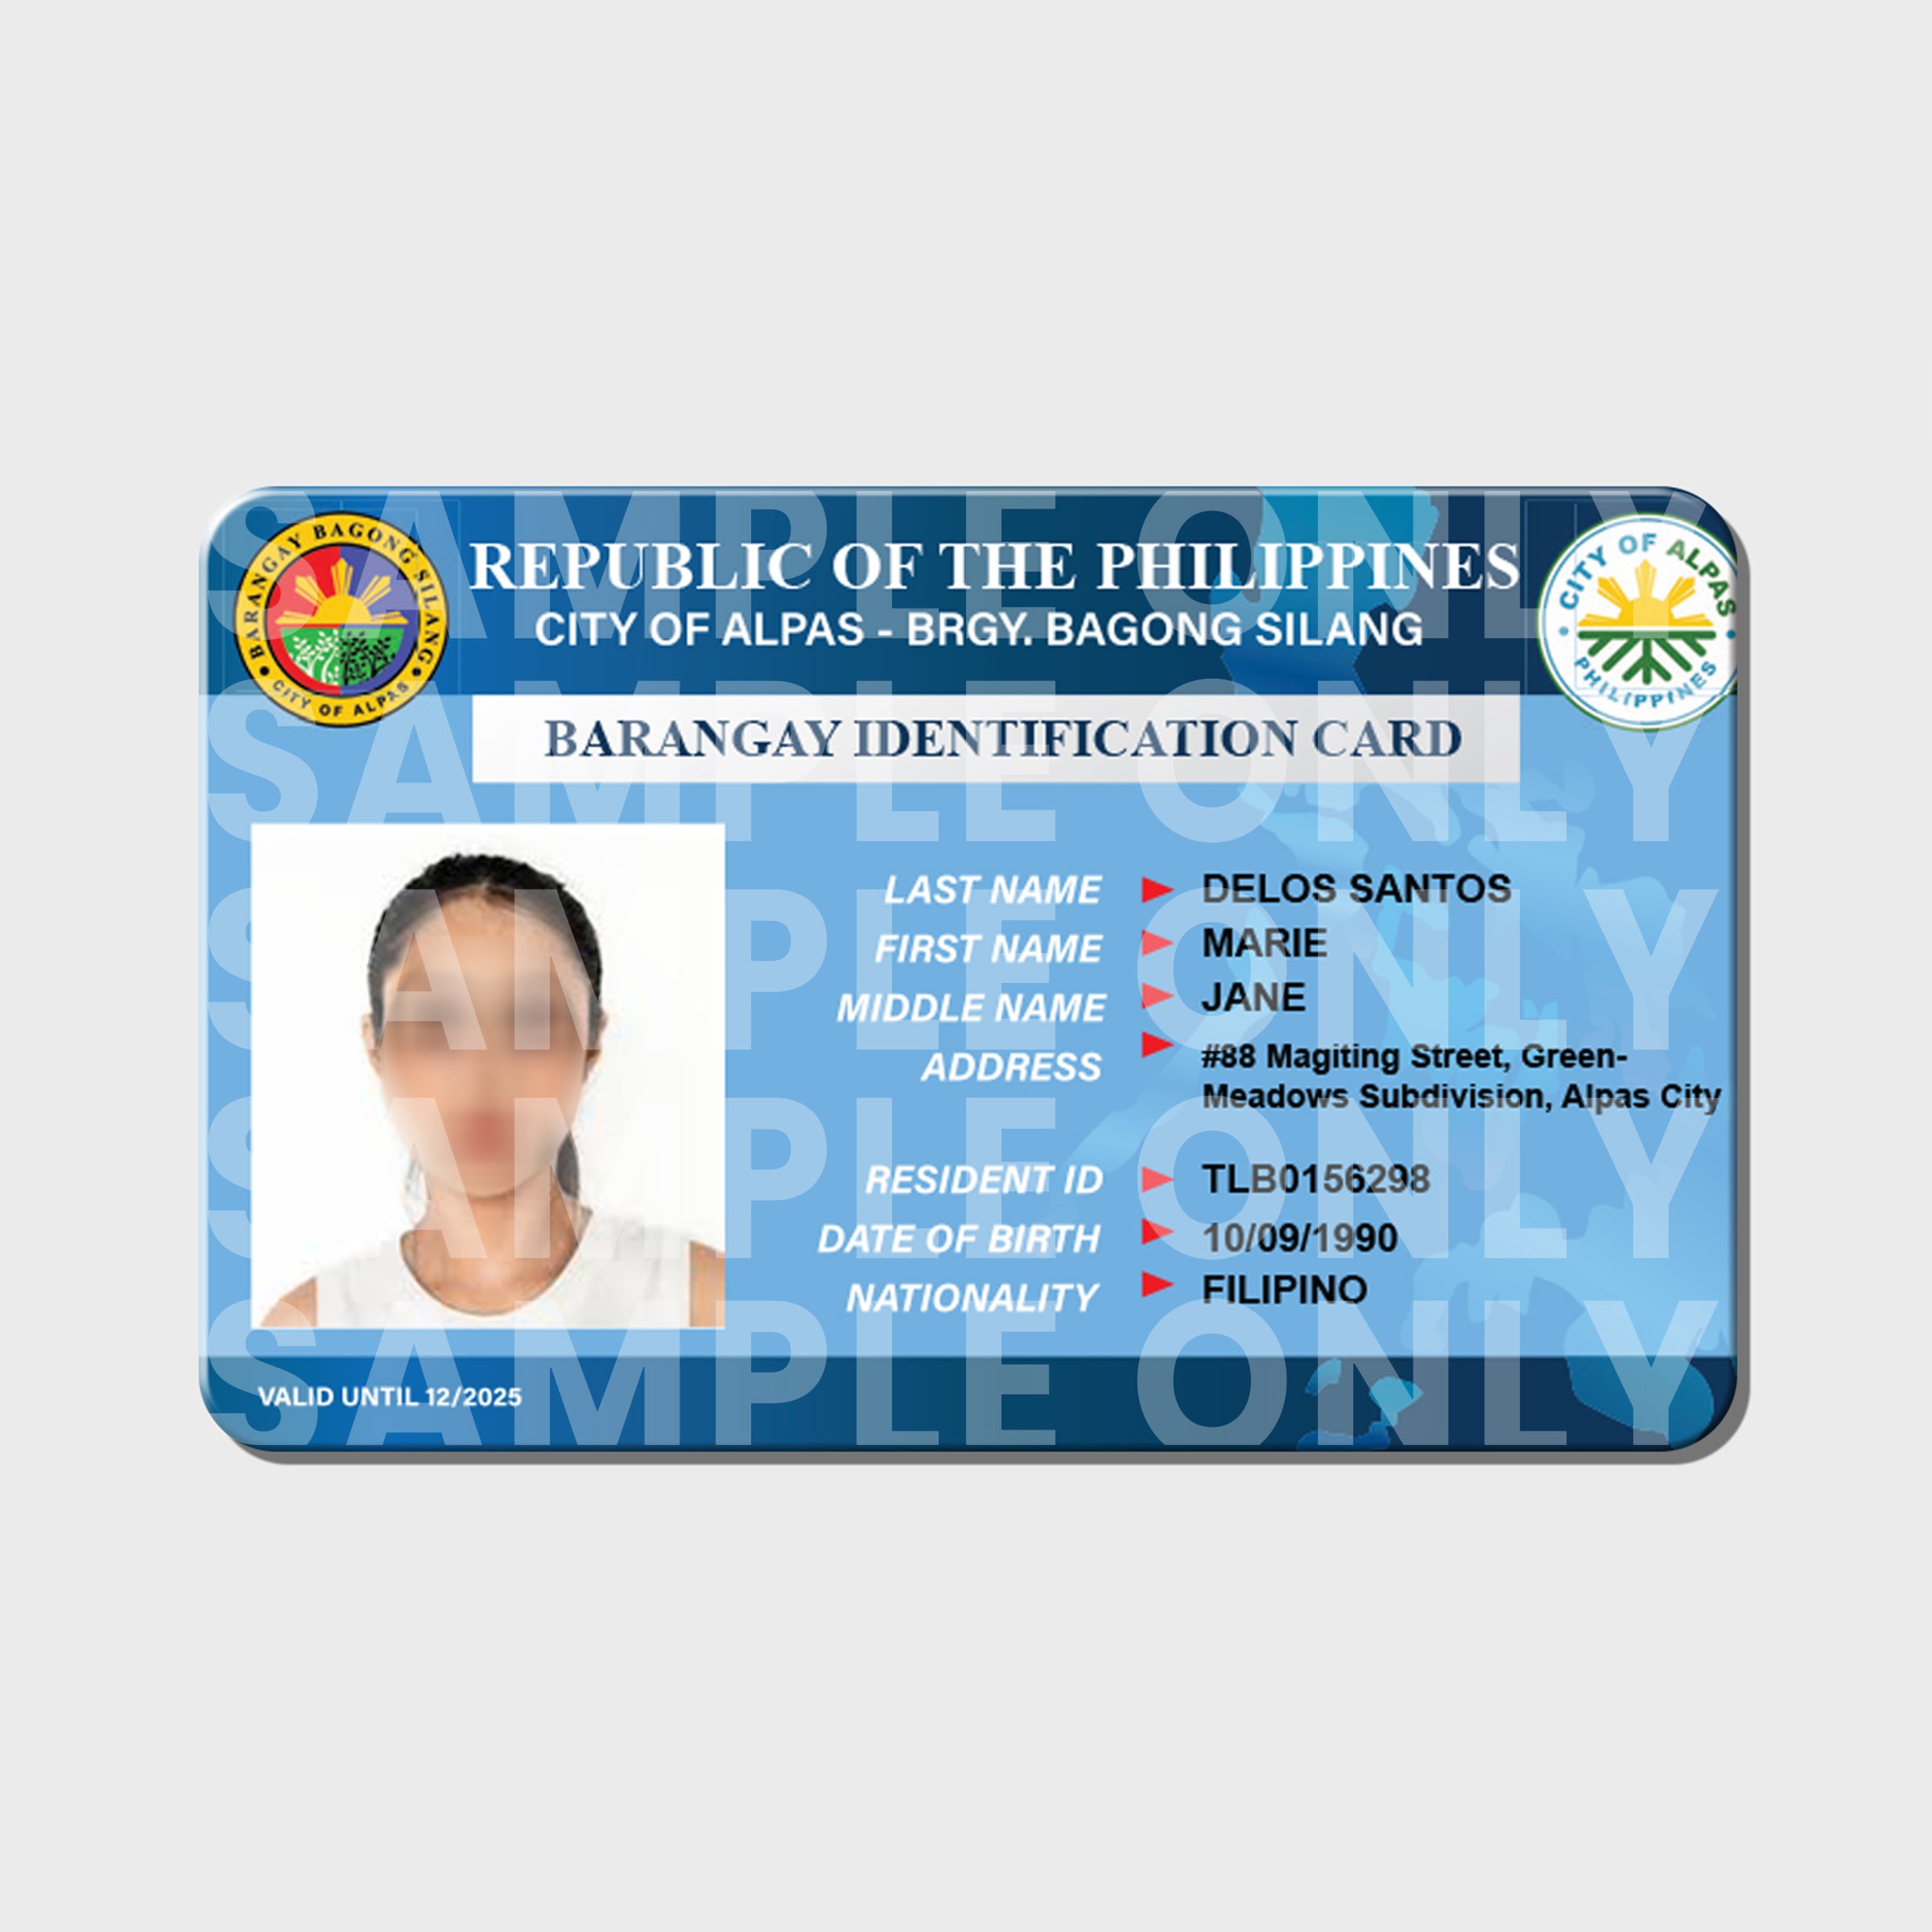 SAMPLE ONLY
BARANGAY BAGONG SILANG
CITY OF ALPAS
REPUBLIC OF THE PHILIPPINES
CITY OF ALPAS - BRGY. BAGONG SILANG
CITY OF ALPAS
PHILIPPINES
SAMPLE ONLY
BARANGAY IDENTIFICATION CARD
SAMPLE ONLY
LAST NAME DELOS SANTOS
FIRST NAME MARIE
MIDDLE NAME JANE
ADDRESS #88 Magiting Street, Green-
Meadows Subdivision, Alpas City
SAMPLE ONLY
RESIDENT ID TLB0156298
DATE OF BIRTH 10/09/1990
NATIONALITY FILIPINO
SAMPLE ONLY
VALID UNTIL 12/2025